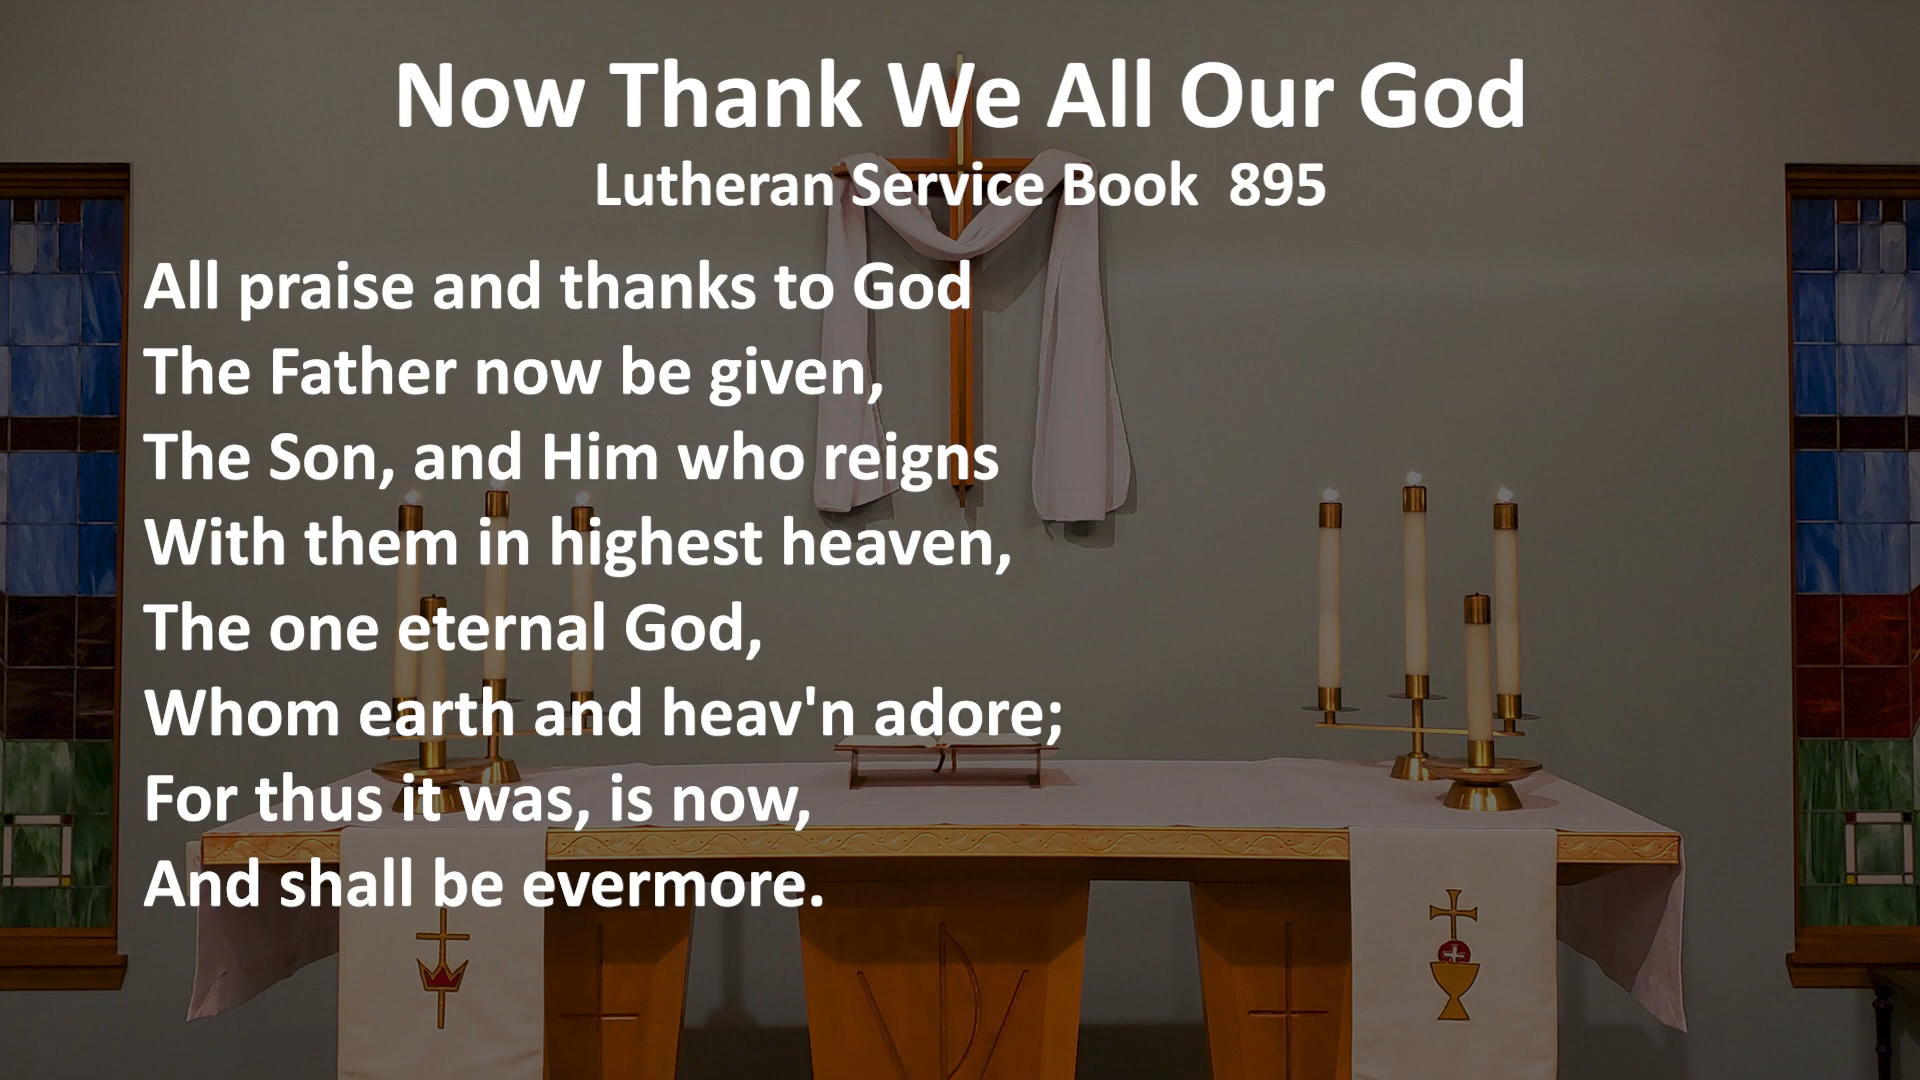 Now Thank We All Our God
Lutheran Service Book  895
All praise and thanks to God
The Father now be given,
The Son, and Him who reigns
With them in highest heaven,
The one eternal God,
Whom earth and heav'n adore;
For thus it was, is now,
And shall be evermore.